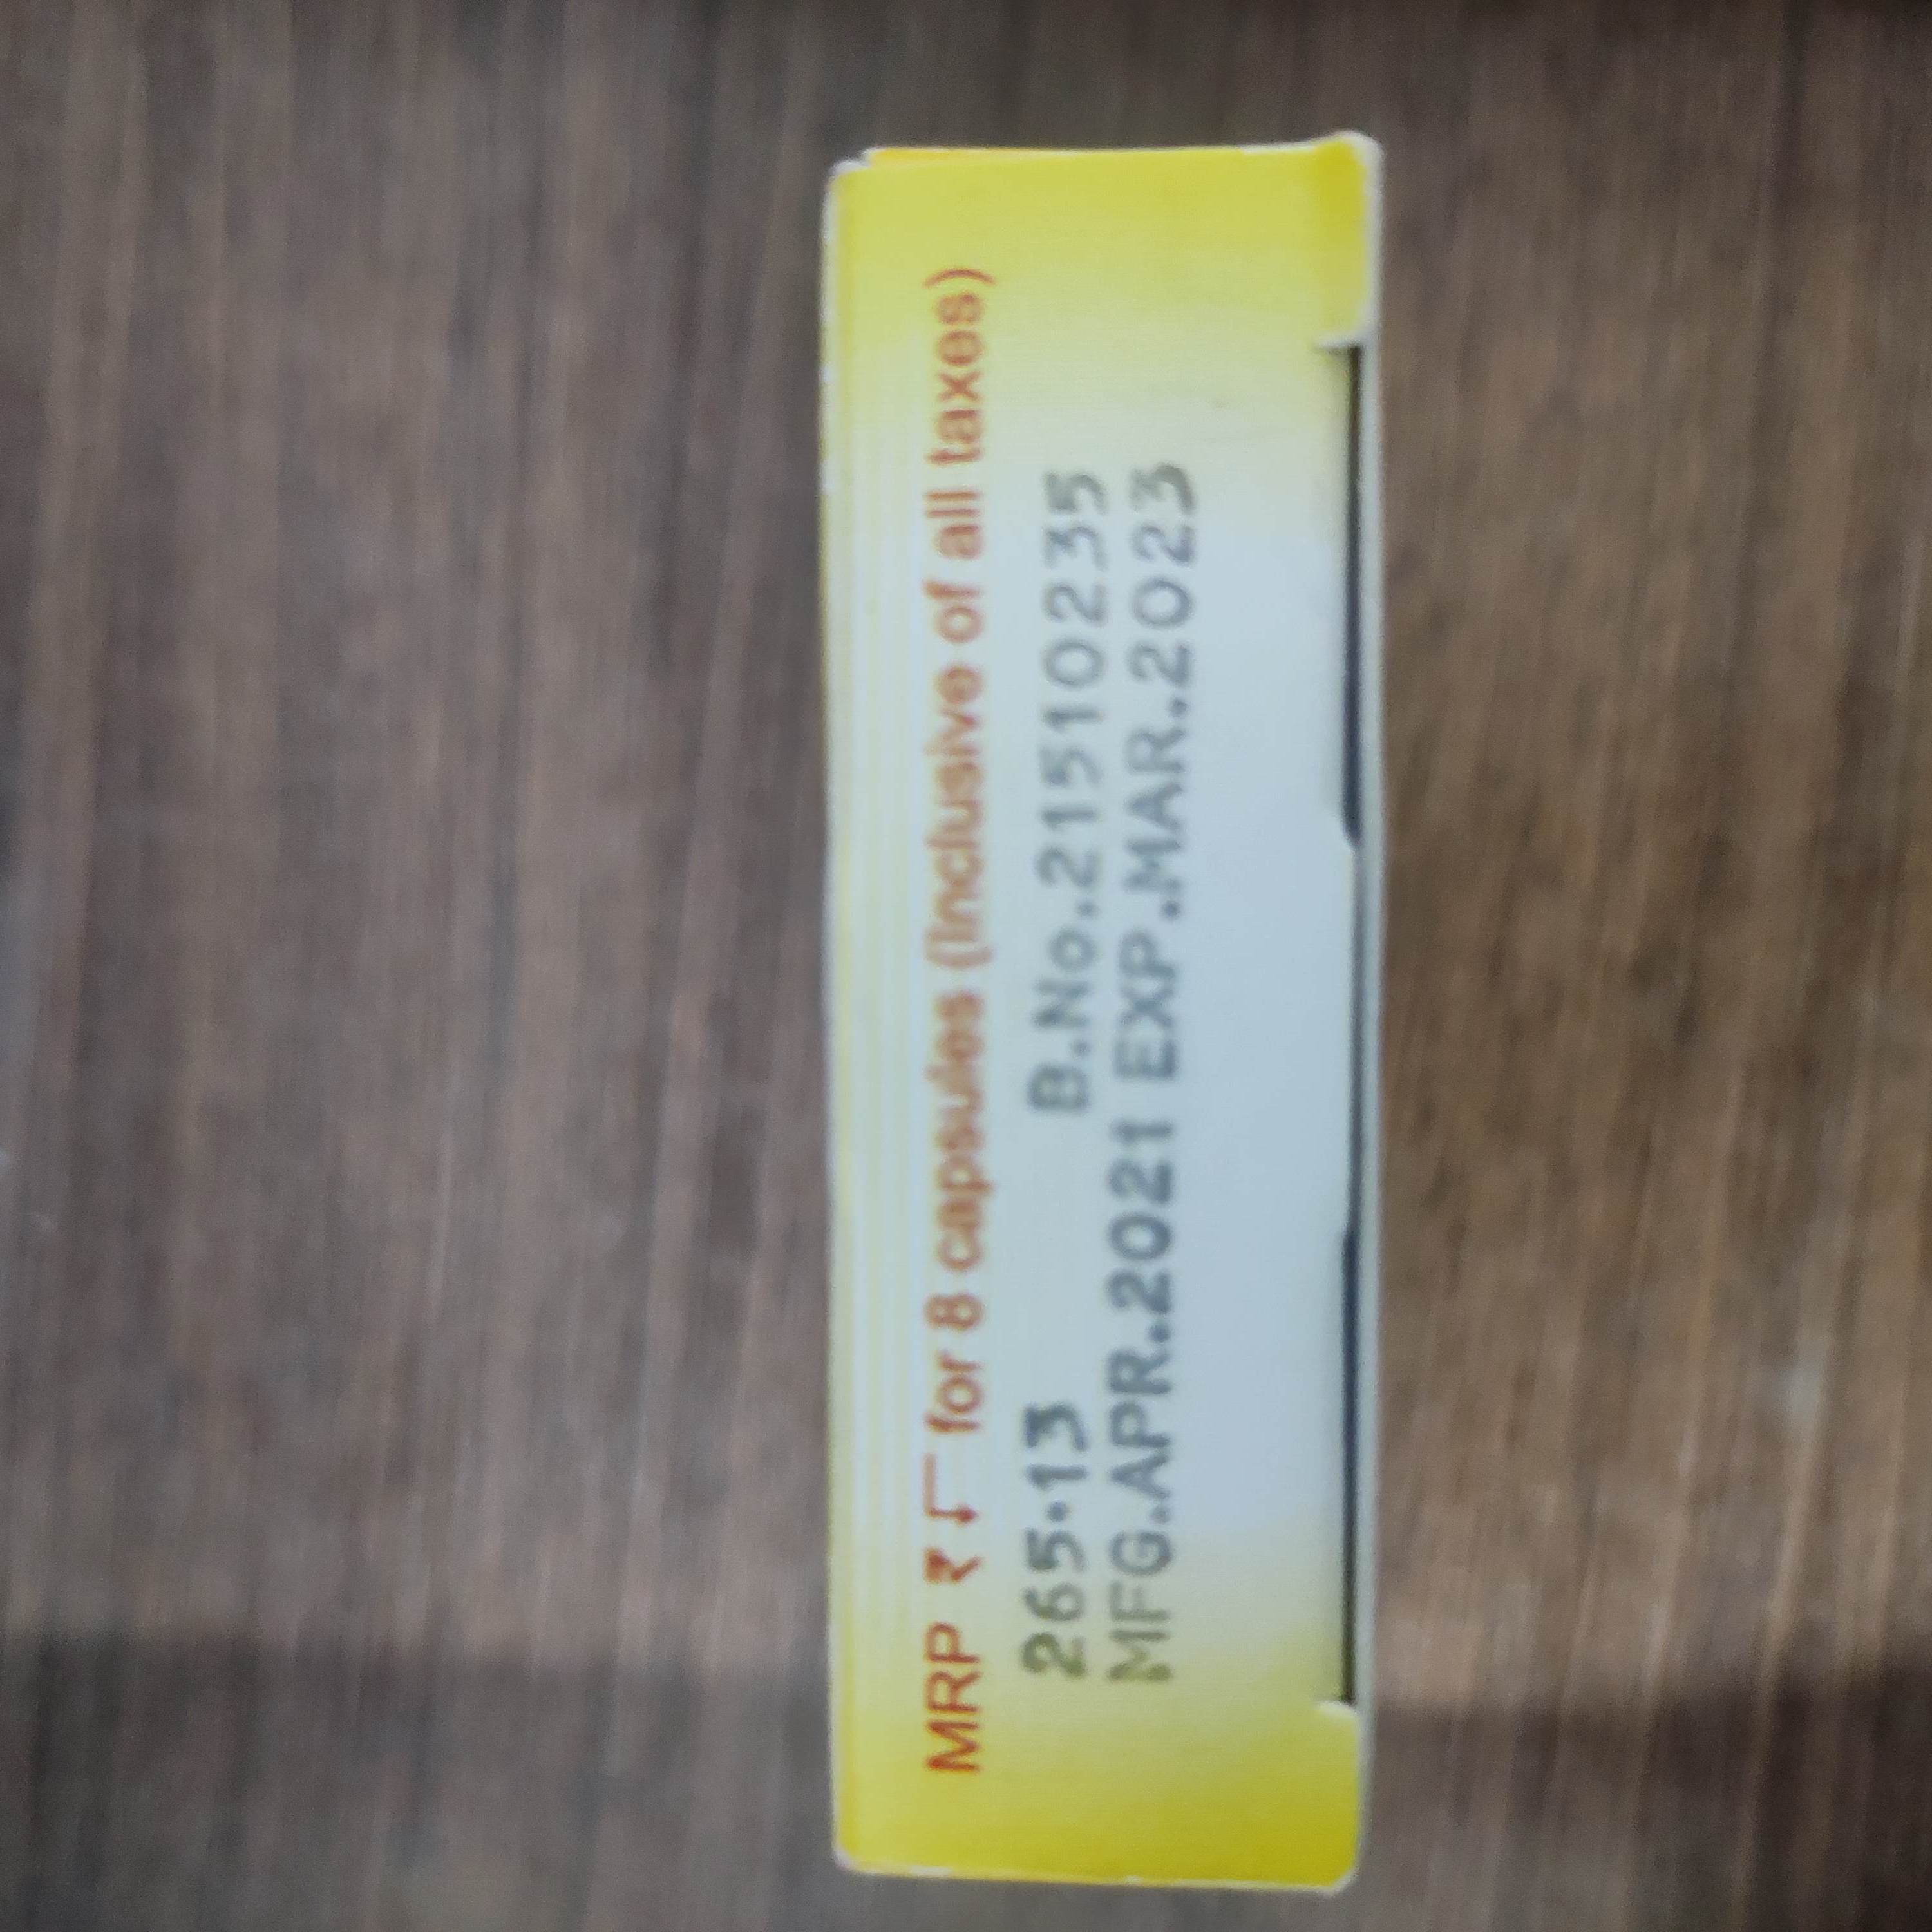 MRP ₹ √ for 8 capsules (Inclusive of all taxes)
265.13 B.No.21510235
MFG.APR.2021 EXP.MAR.2023